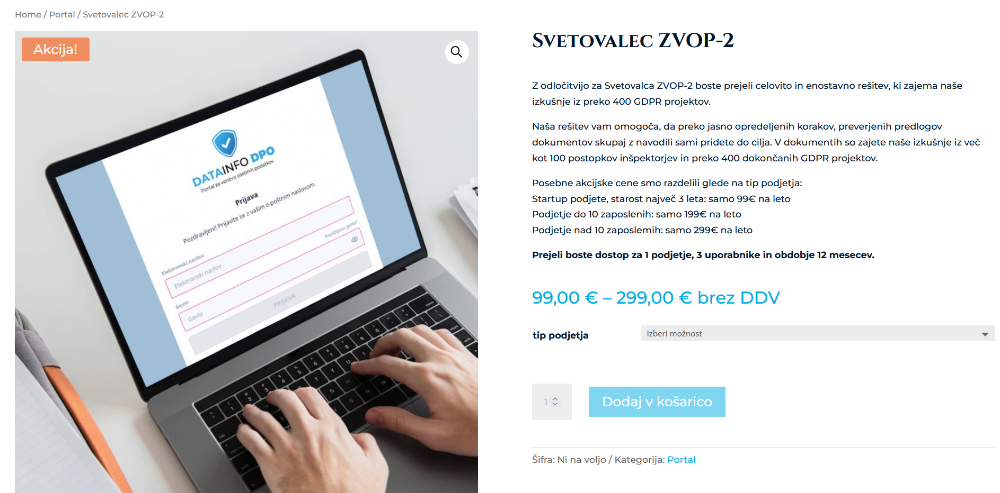 Home / Portal / Svetovalec ZVOP-2
Akcija!
DATAINFO DPO
Portal za varstvo osebnih podatkov
Prijava
Pozdravljeni! Prijavite se z vašim e-poštnim naslovom.
Elektronski naslov:
Elektronski naslov
Pozabljeno geslo?
Geslo:
Geslo
PRIJAVA
Svetovalec ZVOP-2
Z odločitvijo za Svetovalca ZVOP-2 boste prejeli celovito in enostavno rešitev, ki zajema naše
izkušnje iz preko 400 GDPR projektov.
Naša rešitev vam omogoča, da preko jasno opredeljenih korakov, preverjenih predlogov
dokumentov skupaj z navodili sami pridete do cilja. V dokumentih so zajete naše izkušnje iz več
kot 100 postopkov inšpektorjev in preko 400 dokončanih GDPR projektov.
Posebne akcijske cene smo razdelili glede na tip podjetja:
Startup podjete, starost največ 3 leta: samo 99€ na leto
Podjetje do 10 zaposlenih: samo 199€ na leto
Podjetje nad 10 zaposlemih: samo 299€ na leto
Prejeli boste dostop za 1 podjetje, 3 uporabnike in obdobje 12 mesecev.
99,00 € – 299,00 € brez DDV
tip podjetja
Izberi možnost
1
Dodaj v košarico
Šifra: Ni na voljo / Kategorija: Portal